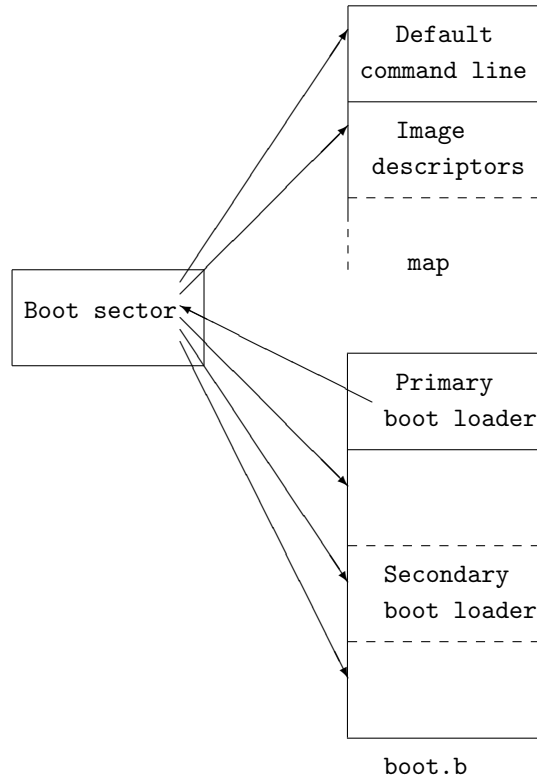 Default
command line
Image
descriptors
map
Boot sector
Primary
boot loader
Secondary
boot loader
boot.b